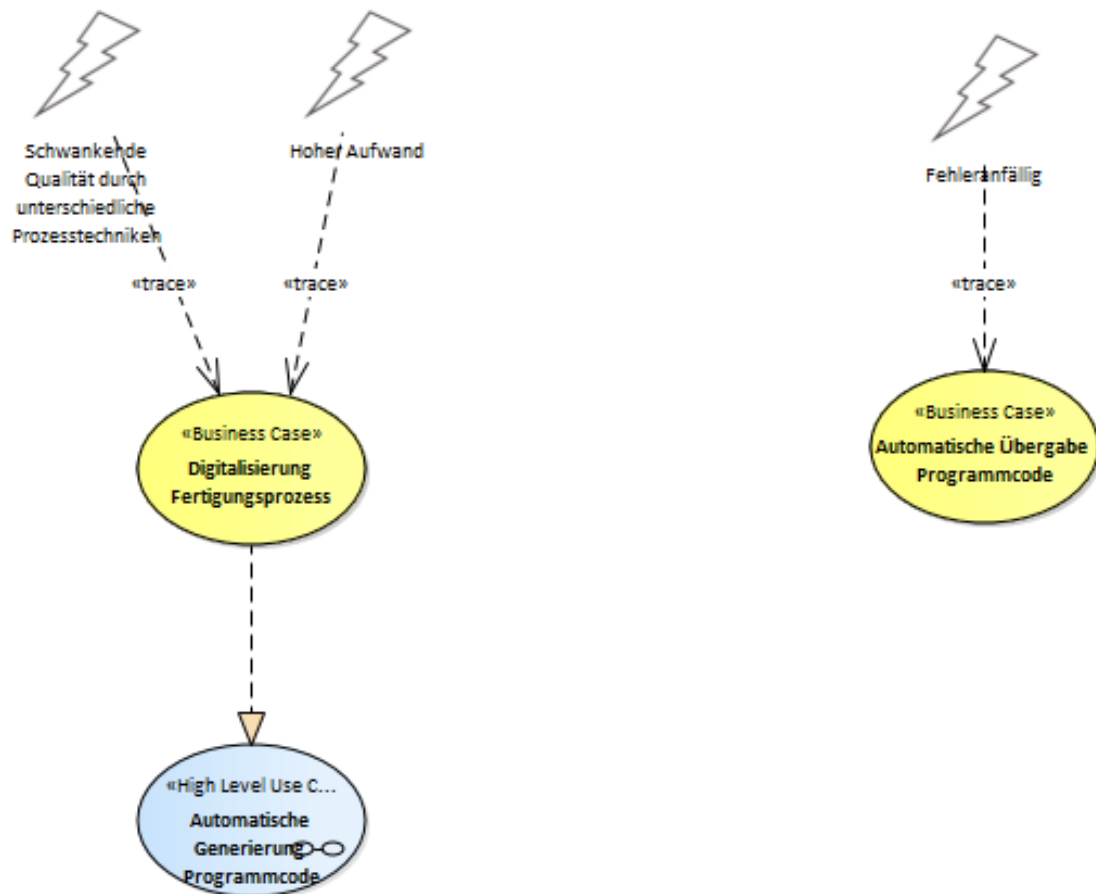 Schwankende
Qualität durch
unterschiedliche
Prozesstechniken
Hoher Aufwand
Fehleranfällig
«trace»
«trace»
«trace»
«Business Case»
Digitalisierung
Fertigungsprozess
«Business Case»
Automatische Übergabe
Programmcode
«High Level Use C...
Automatische
Generierung
Programmcode